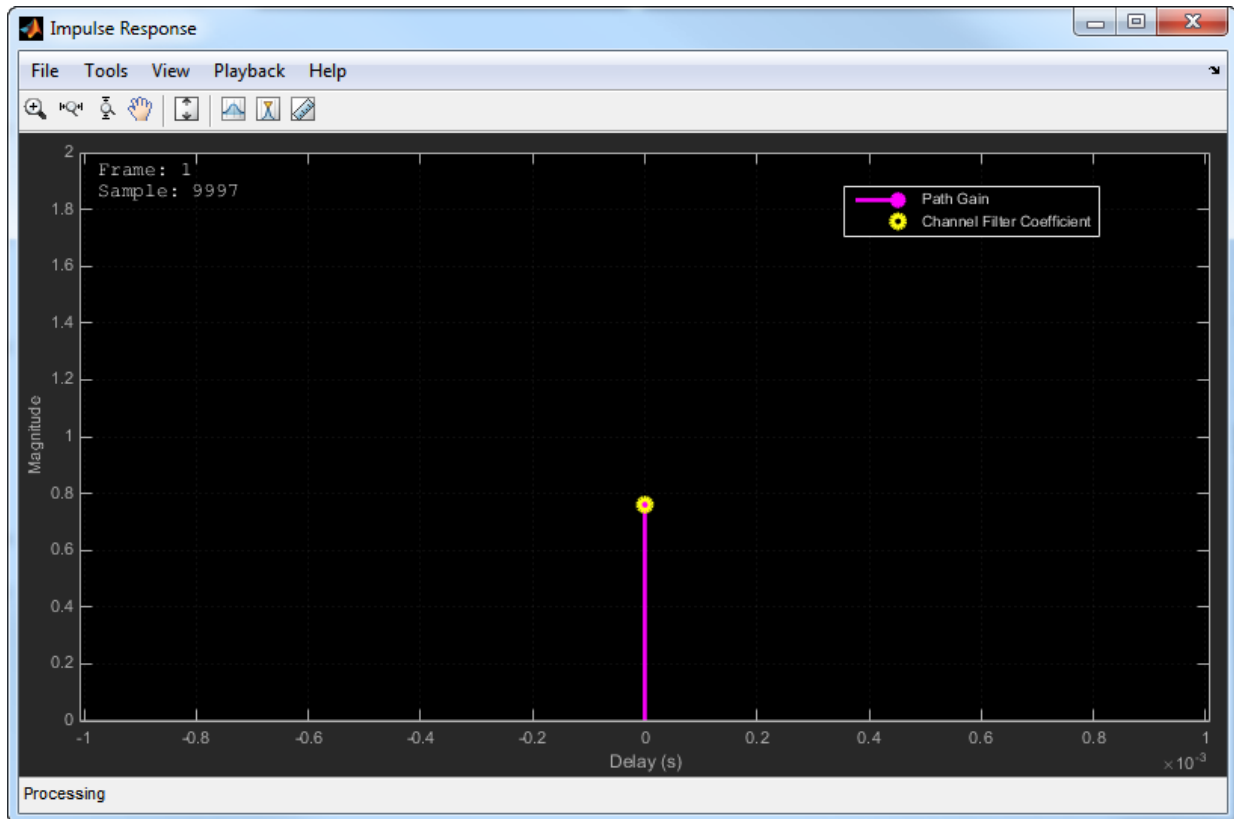 Impulse Response
File Tools View Playback Help
Frame: 1
Sample: 9997
Path Gain
Channel Filter Coefficient
Magnitude
2
1.8
1.6
1.4
1.2
1
0.8
0.6
0.4
0.2
0
-1 -0.8 -0.6 -0.4 -0.2 0 0.2 0.4 0.6 0.8 1
Delay (s)
×10⁻³
Processing